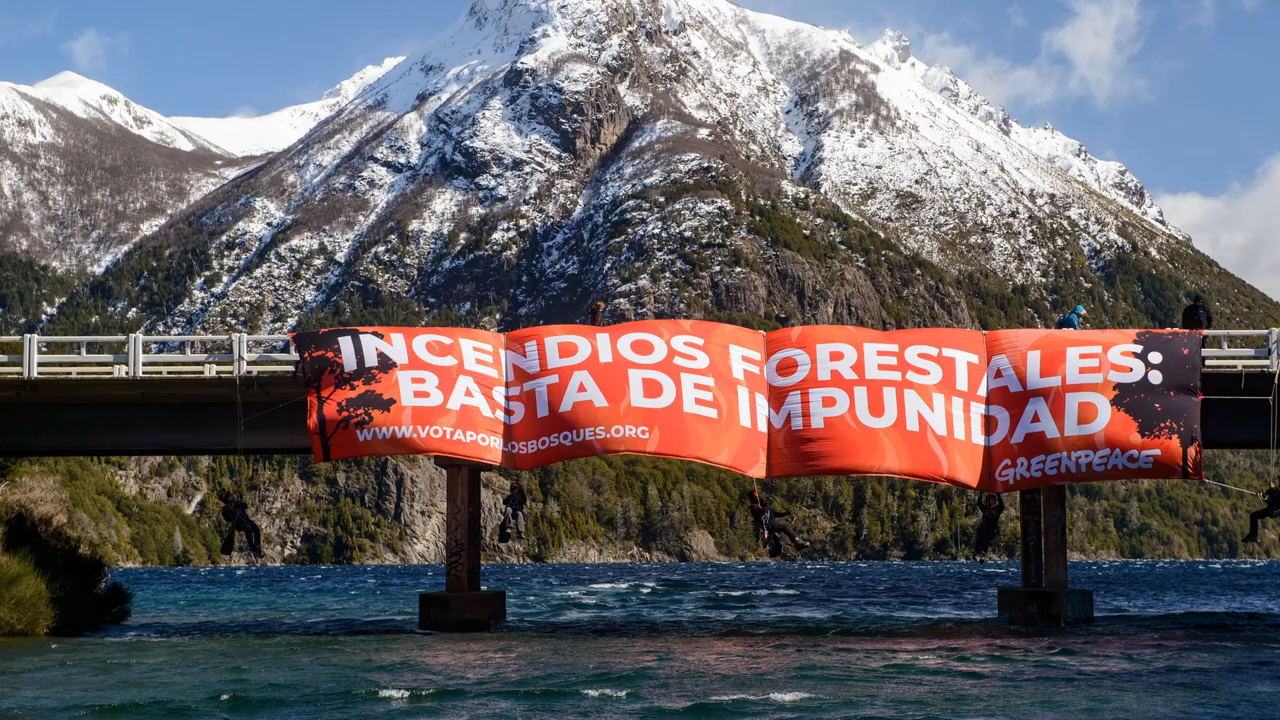 INCENDIOS FORESTALES:
BASTA DE IMPUNIDAD
WWW.VOTAPORLOSBOSQUES.ORG
GREENPEACE